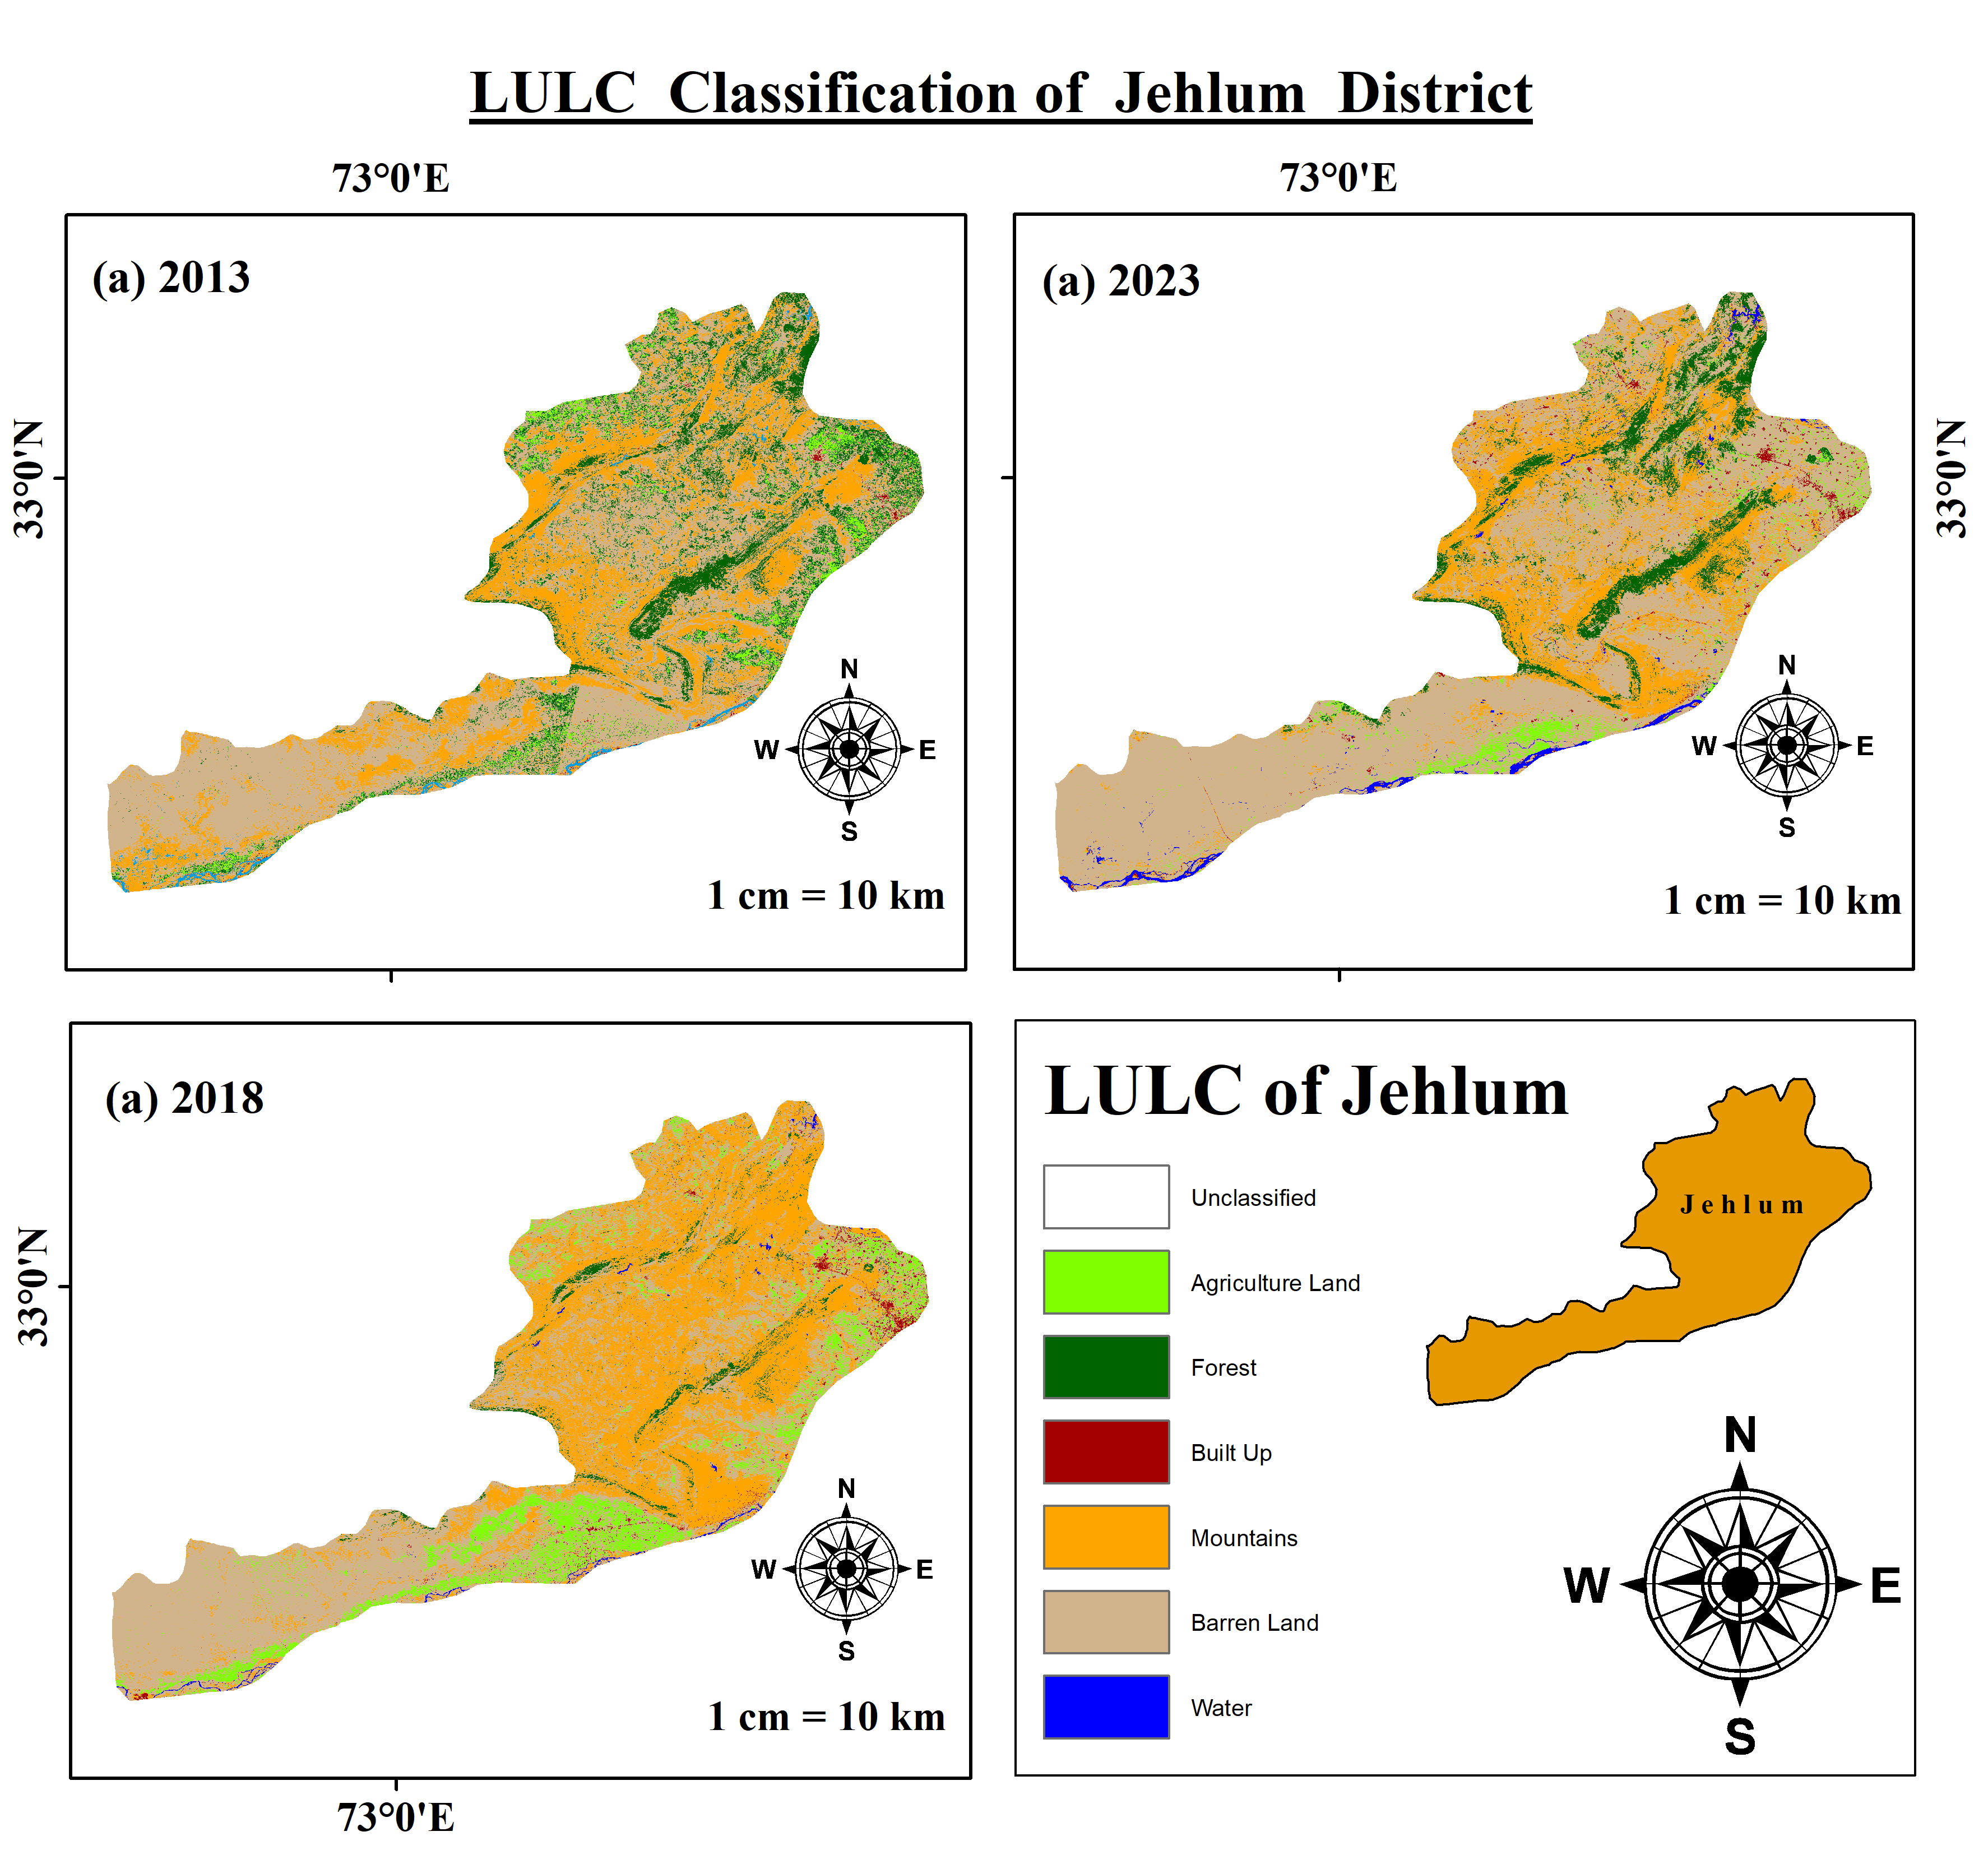 LULC Classification of Jehlum District
73°0'E
73°0'E
(a) 2013
(a) 2023
33°0'N
33°0'N
N
W
E
S
N
W
E
S
1 cm = 10 km
1 cm = 10 km
(a) 2018
33°0'N
N
W
E
S
1 cm = 10 km
73°0'E
LULC of Jehlum
Unclassified
Agriculture Land
Forest
Built Up
Mountains
Barren Land
Water
Jehlum
N
W
E
S